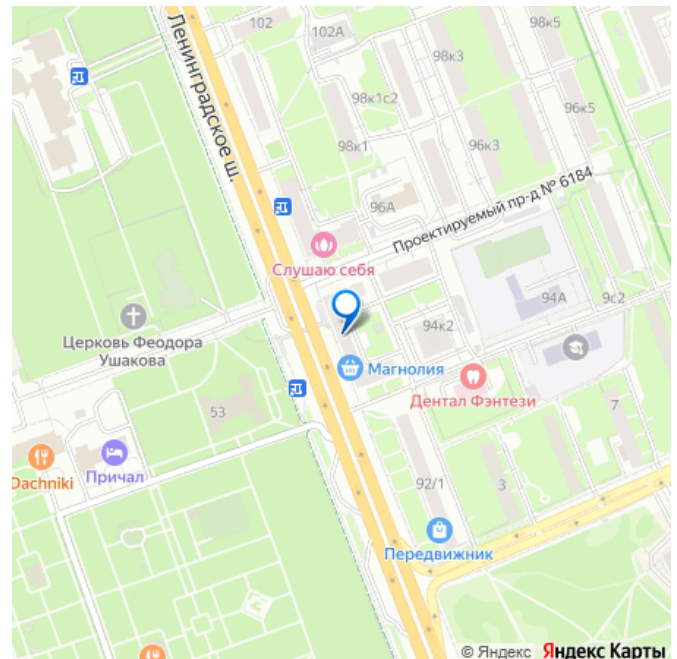 102
102А
98к5
98к3
Ленинградское ш.
98к1с2
96к5
98к1
96к3
96А
Проектируемый пр-д № 6184
Слушаю себя
94А
9с2
Церковь Феодора
Ушакова
94к2
Магнолия
Дентал Фэнтези
53
7
Dachniki
Причал
92/1
3
Передвижник
© Яндекс Яндекс Карты